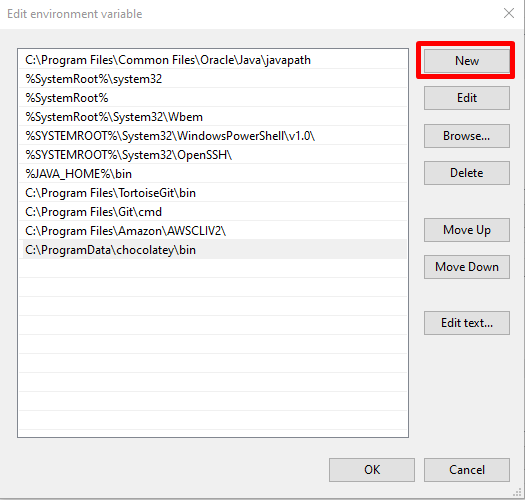 Edit environment variable
C:\Program Files\Common Files\Oracle\Java\javapath
%SystemRoot%\system32
%SystemRoot%
%SystemRoot%\System32\Wbem
%SYSTEMROOT%\System32\WindowsPowerShell\v1.0\
%SYSTEMROOT%\System32\OpenSSH\
%JAVA_HOME%\bin
C:\Program Files\TortoiseGit\bin
C:\Program Files\Git\cmd
C:\Program Files\Amazon\AWSCLIV2\
C:\ProgramData\chocolatey\bin
New
Edit
Browse...
Delete
Move Up
Move Down
Edit text...
OK
Cancel